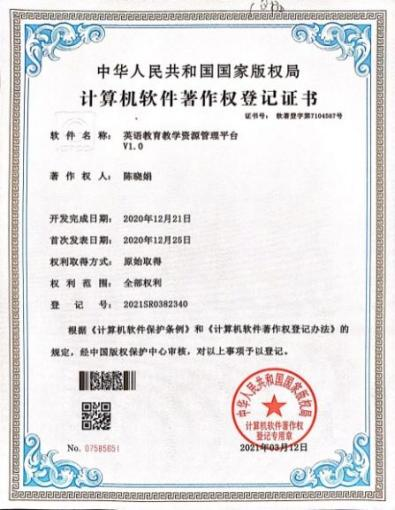 中华人民共和国国家版权局
计算机软件著作权登记证书
证书号： 软著登字第7104567号
软件名称： 英语教育教学资源管理平台
V1.0
著作权人： 陈晓娟
开发完成日期： 2020年12月21日
首次发表日期： 2020年12月25日
权利取得方式： 原始取得
权利范围： 全部权利
登记号： 2021SR0382340
根据《计算机软件保护条例》和《计算机软件著作权登记办法》的
规定，经中国版权保护中心审核，对以上事项予以登记。
中华人民共和国国家版权局
计算机软件著作权
登记专用章
No. 07585651
2021年03月12日